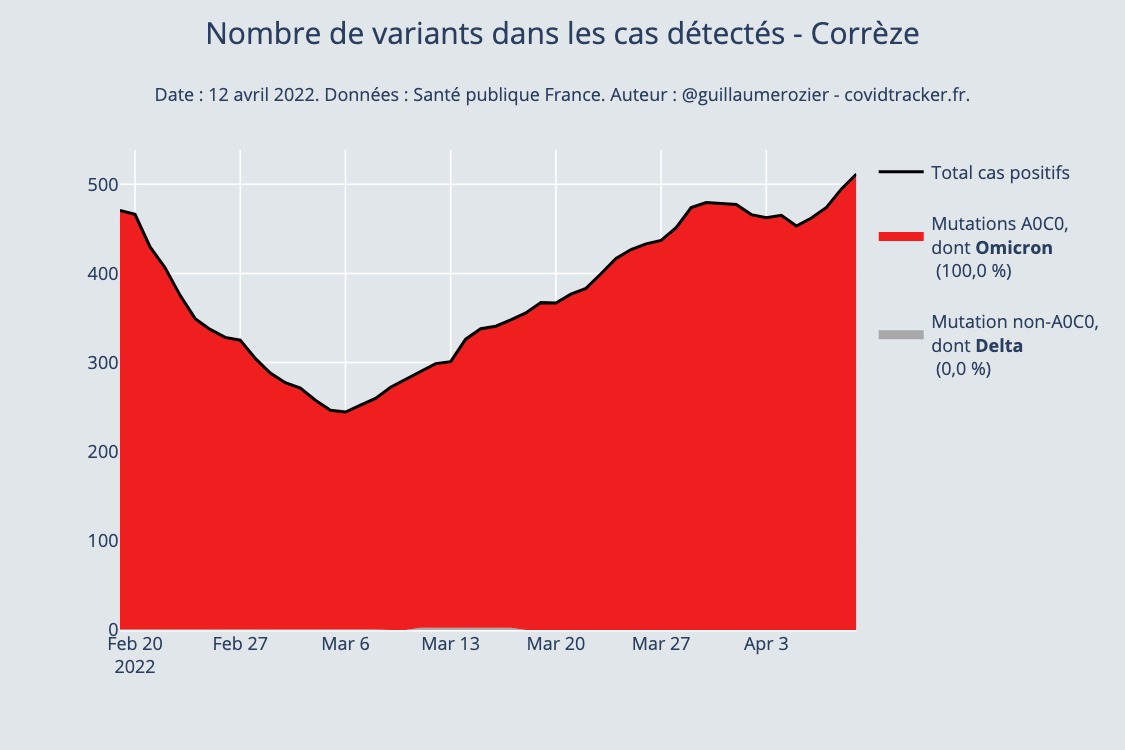 Nombre de variants dans les cas détectés - Corrèze
Date : 12 avril 2022. Données : Santé publique France. Auteur : @guillaumerozier - covidtracker.fr.
500
400
300
200
100
0
Feb 20
2022
Feb 27
Mar 6
Mar 13
Mar 20
Mar 27
Apr 3
Total cas positifs
Mutations A0C0,
dont Omicron
(100,0 %)
Mutation non-A0C0,
dont Delta
(0,0 %)